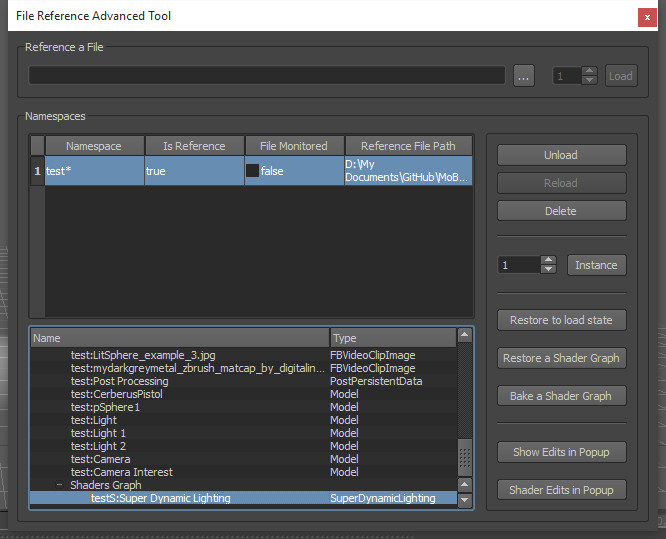 File Reference Advanced Tool
x
Reference a File
...
1
Load
Namespaces
Namespace Is Reference File Monitored Reference File Path
1 test* true false D:\My
Documents\GitHub\MoB...
Unload
Reload
Delete
1 Instance
Restore to load state
Restore a Shader Graph
Bake a Shader Graph
Show Edits in Popup
Shader Edits in Popup
Name Type
test:LitSphere_example_3.jpg FBVideoClipImage
test:mydarkgreymetal_zbrush_matcap_by_digitalin... FBVideoClipImage
test:Post Processing PostPersistentData
test:CerberusPistol Model
test:pSphere1 Model
test:Light Model
test:Light 1 Model
test:Light 2 Model
test:Camera Model
test:Camera Interest Model
Shaders Graph
testS:Super Dynamic Lighting SuperDynamicLighting